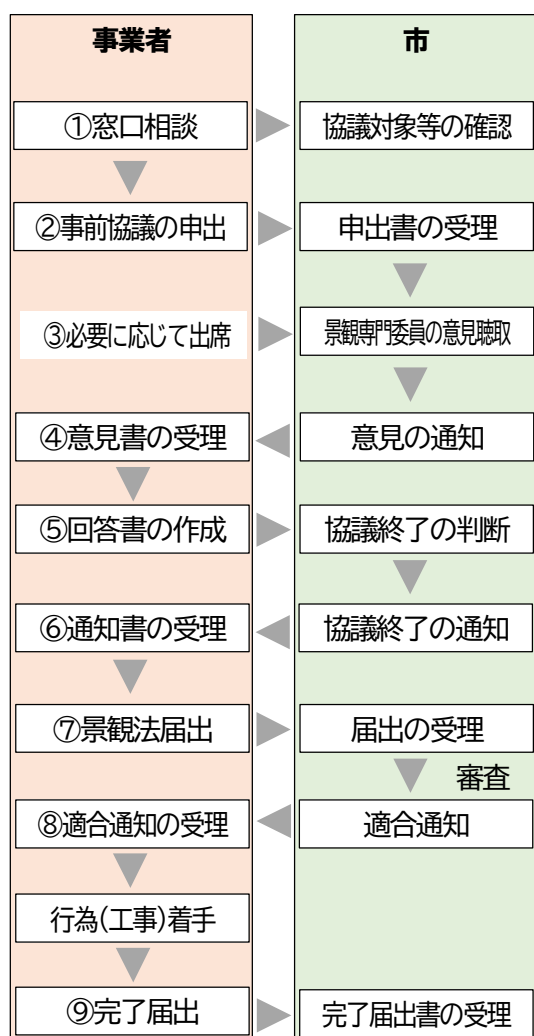 事業者
市
①窓口相談
協議対象等の確認
②事前協議の申出
申出書の受理
③必要に応じて出席
景観専門委員の意見聴取
④意見書の受理
意見の通知
⑤回答書の作成
協議終了の判断
⑥通知書の受理
協議終了の通知
⑦景観法届出
届出の受理
審査
⑧適合通知の受理
適合通知
行為(工事)着手
⑨完了届出
完了届出書の受理